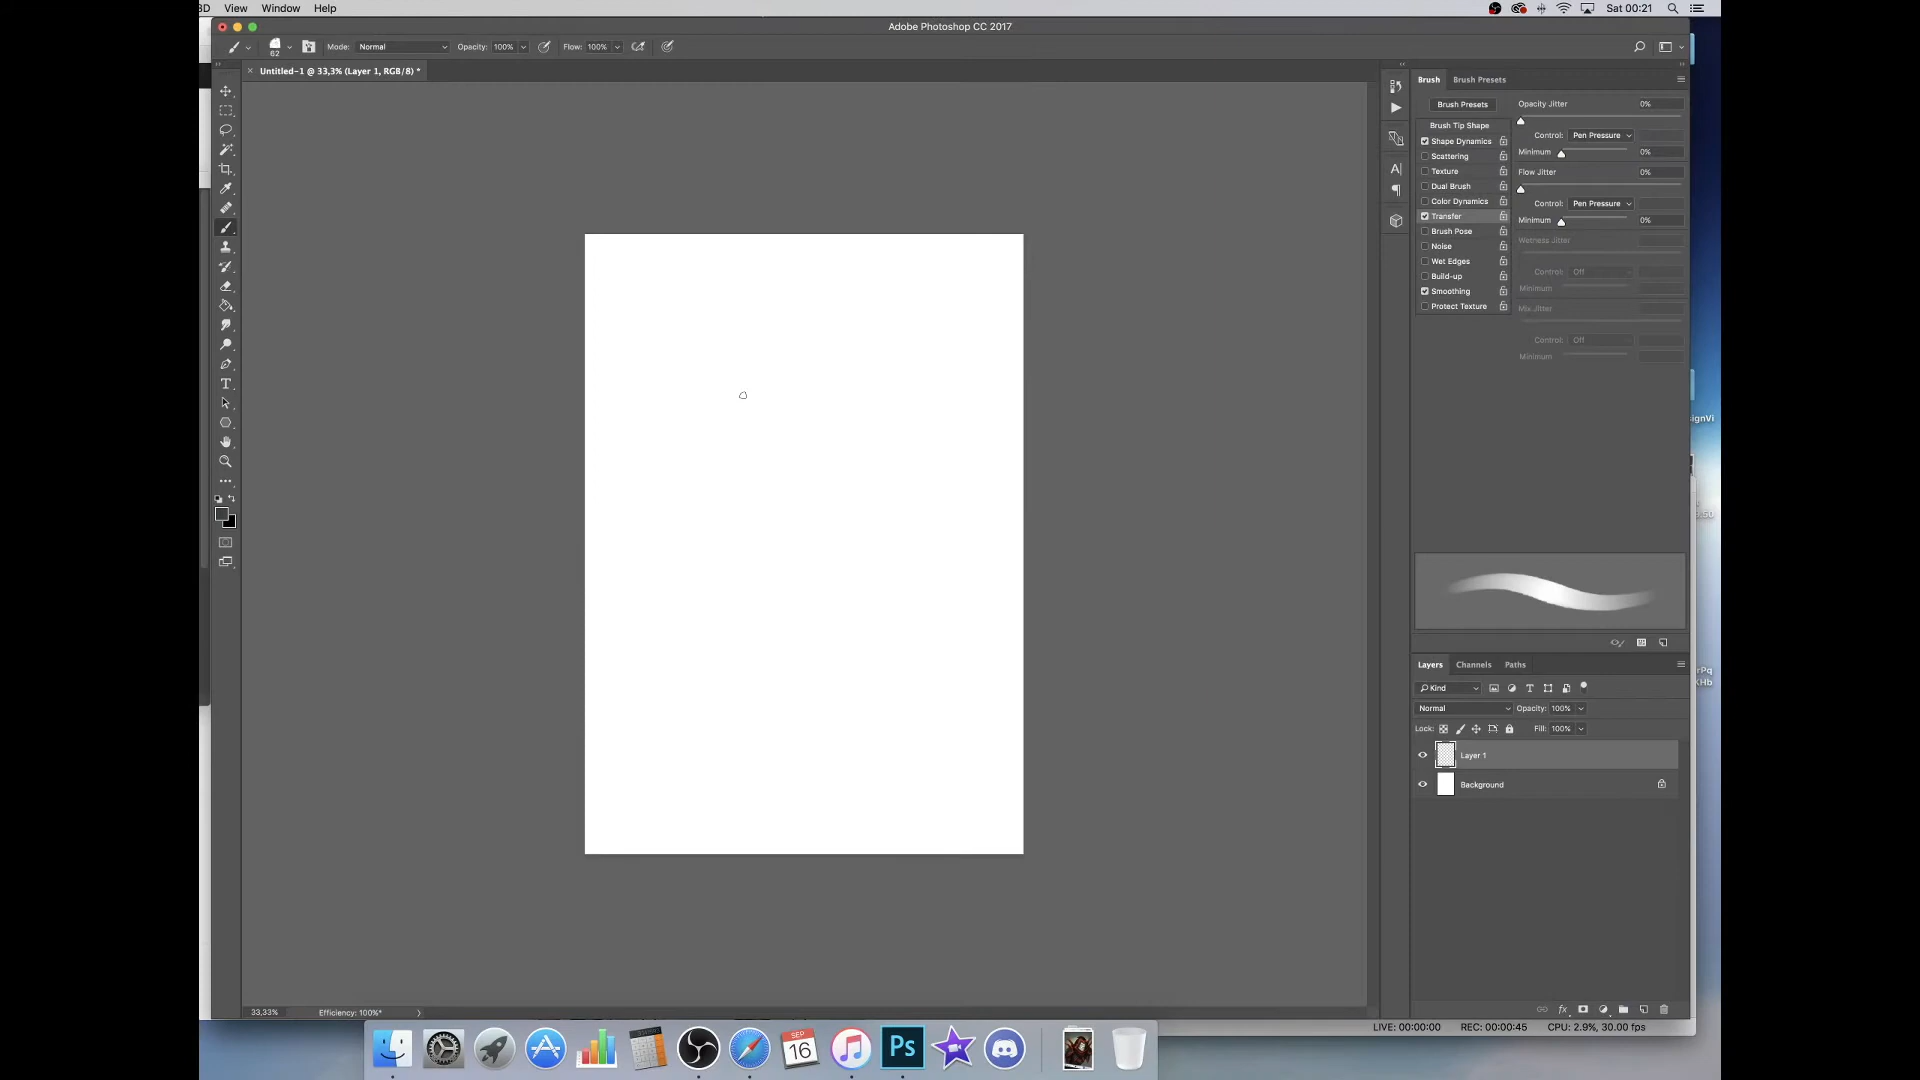 3D View Window Help Sat 00:21
Adobe Photoshop CC 2017
62 Mode: Normal Opacity: 100% Flow: 100%
Untitled-1 @ 33,3% (Layer 1, RGB/8) *
Brush Brush Presets
Brush Presets Opacity Jitter 0%
Brush Tip Shape
Control: Pen Pressure
Shape Dynamics
Minimum 0%
Scattering
Texture Flow Jitter 0%
Dual Brush
Color Dynamics Control: Pen Pressure
Transfer Minimum 0%
Brush Pose
Noise Wetness Jitter
Wet Edges
Build-up Control: Off
Smoothing Minimum
Protect Texture Mix Jitter
Control: Off
Minimum
signVi
Layers Channels Paths
Kind
Normal Opacity: 100%
Lock: Fill: 100%
Layer 1
Background
33,33% Efficiency: 100%*
LIVE: 00:00:00 REC: 00:00:45 CPU: 2.9%, 30.00 fps
SEP
16
Ps